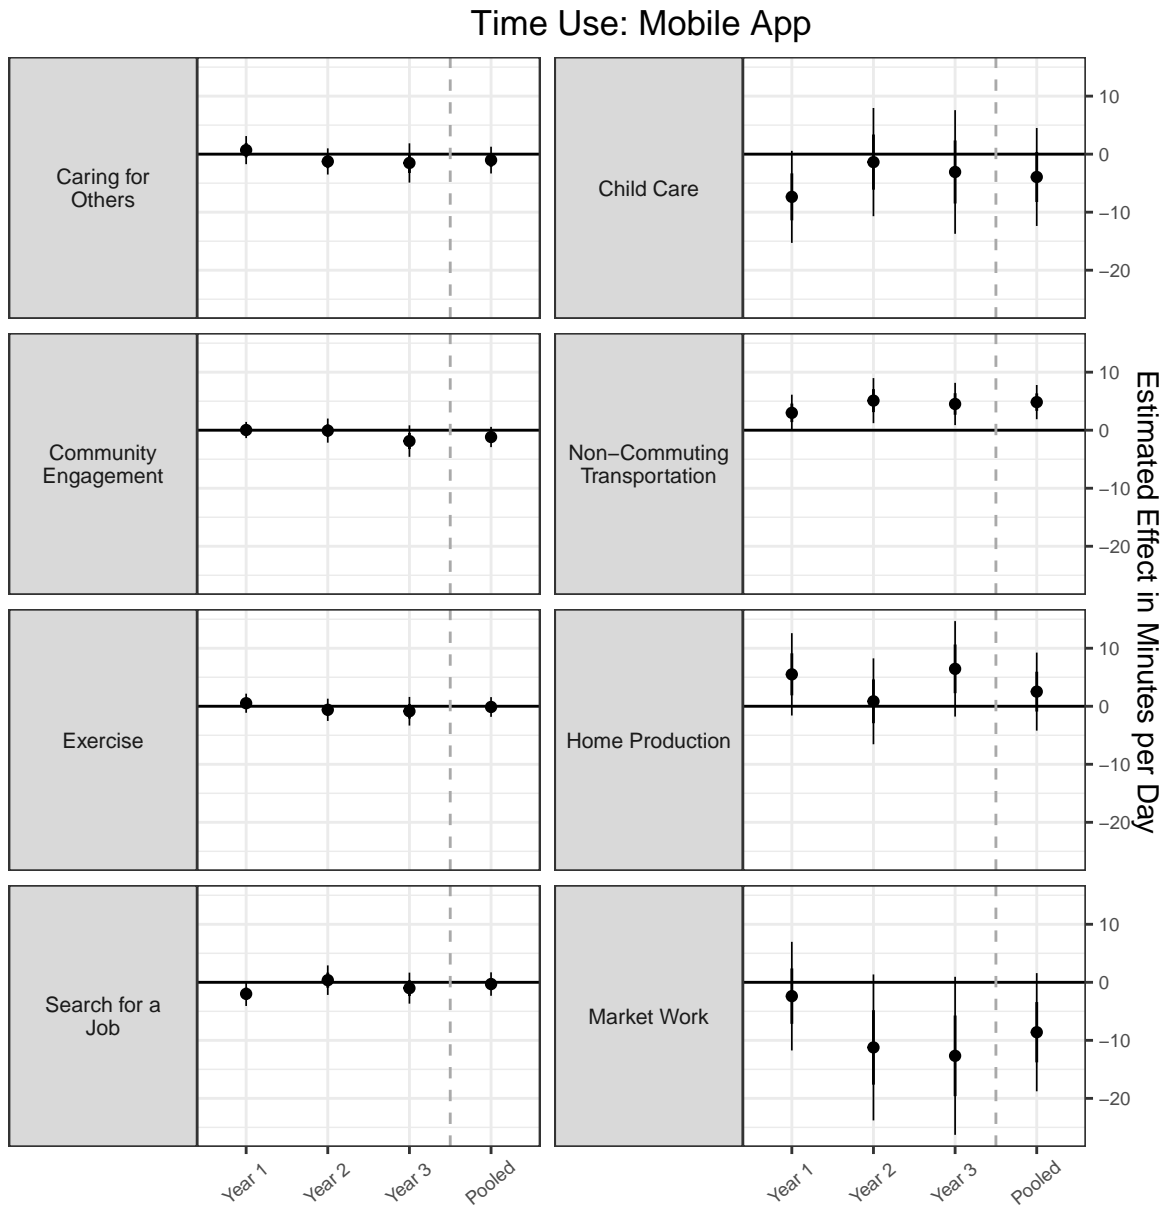 Time Use: Mobile App
Caring for
Others
Child Care
10
0
−10
−20
Community
Engagement
Non−Commuting
Transportation
10
0
−10
−20
Exercise
Home Production
10
0
−10
−20
Search for a
Job
Market Work
10
0
−10
−20
Estimated Effect in Minutes per Day
Year 1
Year 2
Year 3
Pooled
Year 1
Year 2
Year 3
Pooled